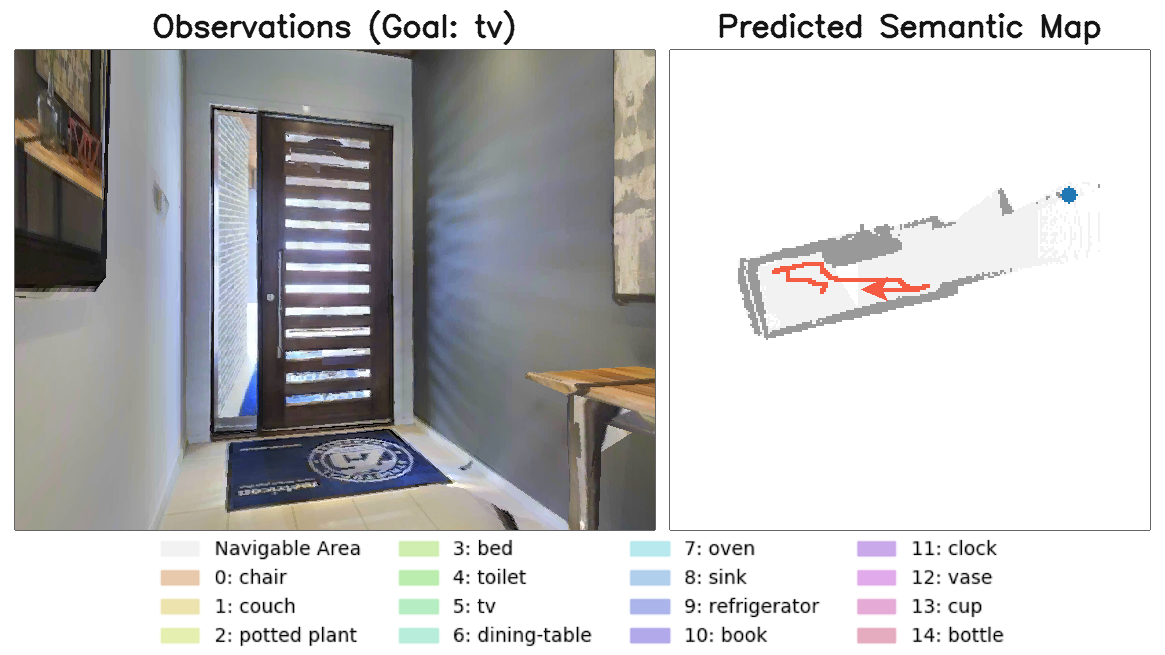 Observations (Goal: tv)
Predicted Semantic Map
Navigable Area
0: chair
1: couch
2: potted plant
3: bed
4: toilet
5: tv
6: dining-table
7: oven
8: sink
9: refrigerator
10: book
11: clock
12: vase
13: cup
14: bottle